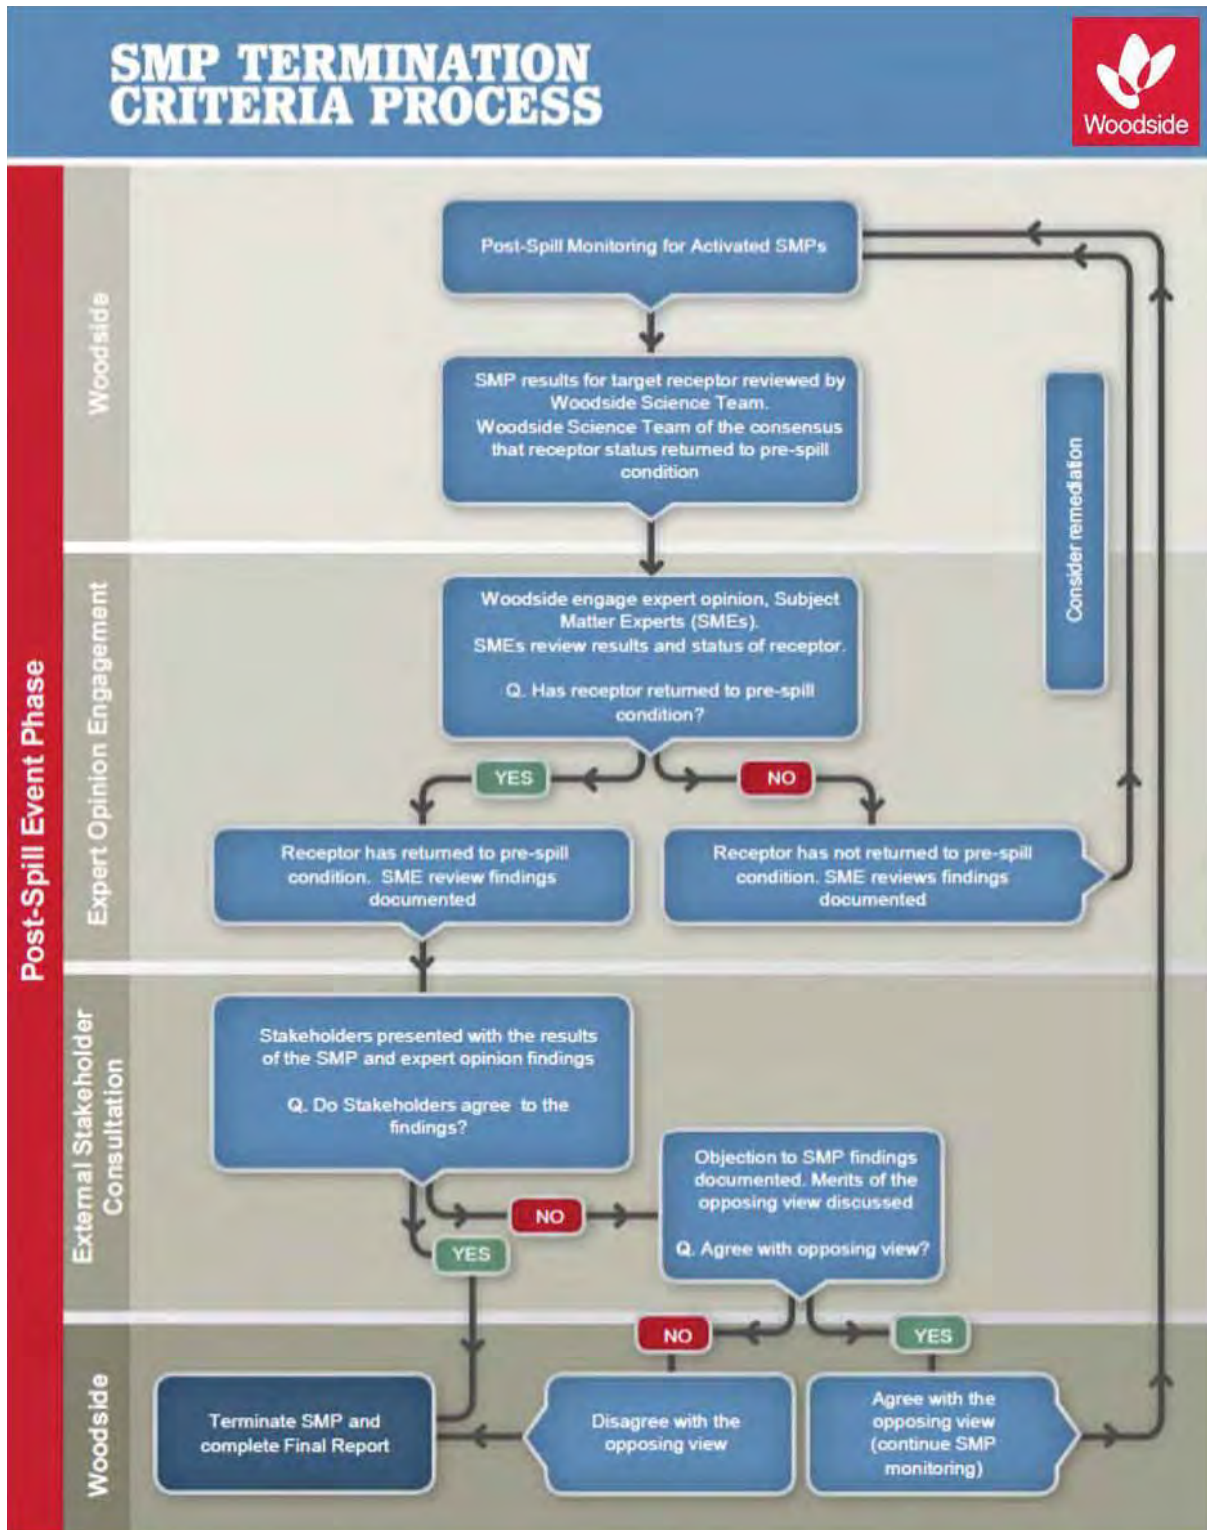 SMP TERMINATION
CRITERIA PROCESS
Woodside
Post-Spill Event Phase
Woodside
Post-Spill Monitoring for Activated SMPs
SMP results for target receptor reviewed by
Woodside Science Team.
Woodside Science Team of the consensus
that receptor status returned to pre-spill
condition
Consider remediation
Expert Opinion Engagement
Woodside engage expert opinion, Subject
Matter Experts (SMEs).
SMEs review results and status of receptor.
Q. Has receptor returned to pre-spill
condition?
YES
NO
Receptor has returned to pre-spill
condition. SME review findings
documented
Receptor has not returned to pre-spill
condition. SME reviews findings
documented
External Stakeholder
Consultation
Stakeholders presented with the results
of the SMP and expert opinion findings
Q. Do Stakeholders agree to the
findings?
NO
YES
Objection to SMP findings
documented. Merits of the
opposing view discussed
Q. Agree with opposing view?
NO
YES
Woodside
Terminate SMP and
complete Final Report
Disagree with the
opposing view
Agree with the
opposing view
(continue SMP
monitoring)